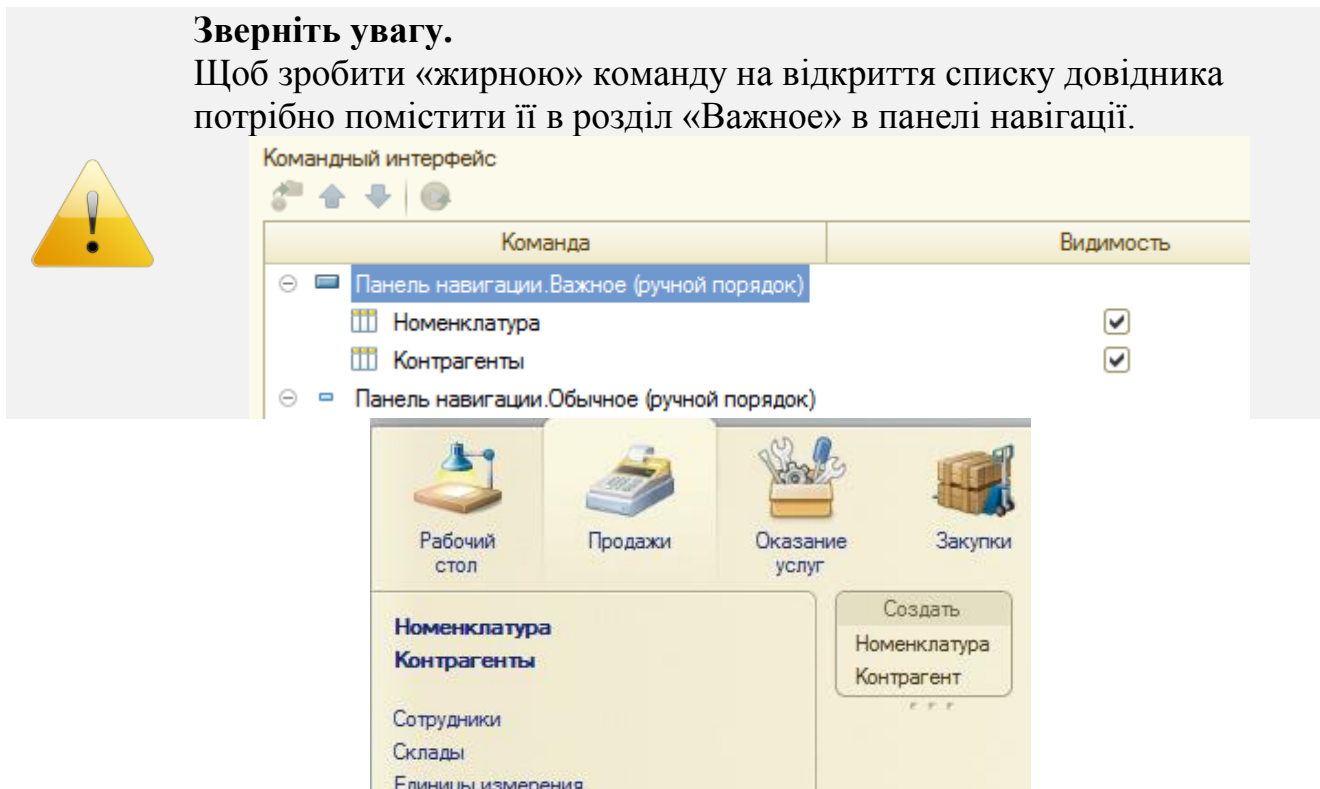 Зверніть увагу.
Щоб зробити «жирною» команду на відкриття списку довідника
потрібно помістити її в розділ «Важное» в панелі навігації.
Командный интерфейс
Команда Видимость
Панель навигации.Важное (ручной порядок)
Номенклатура
Контрагенты
Панель навигации.Обычное (ручной порядок)
Рабочий стол
Продажи
Оказание услуг
Закупки
Номенклатура
Контрагенты
Сотрудники
Склады
Единицы измерения
Создать
Номенклатура
Контрагент